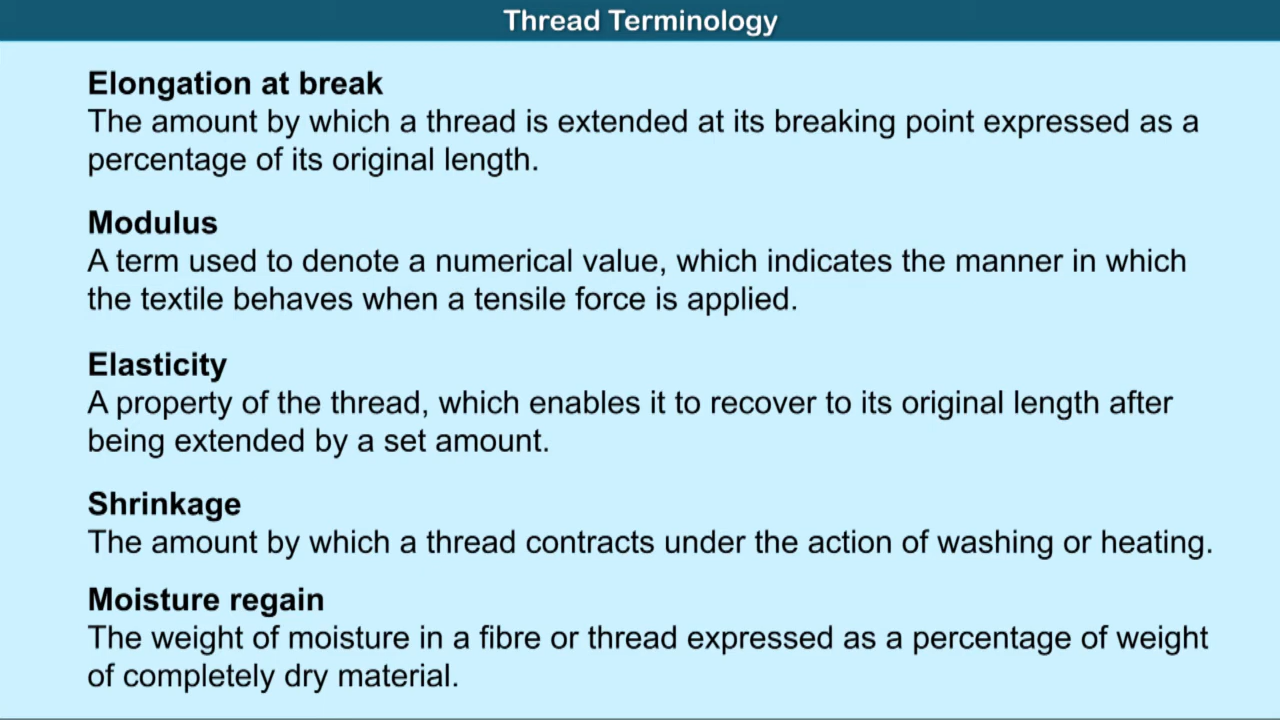 Thread Terminology
Elongation at break
The amount by which a thread is extended at its breaking point expressed as a
percentage of its original length.
Modulus
A term used to denote a numerical value, which indicates the manner in which
the textile behaves when a tensile force is applied.
Elasticity
A property of the thread, which enables it to recover to its original length after
being extended by a set amount.
Shrinkage
The amount by which a thread contracts under the action of washing or heating.
Moisture regain
The weight of moisture in a fibre or thread expressed as a percentage of weight
of completely dry material.